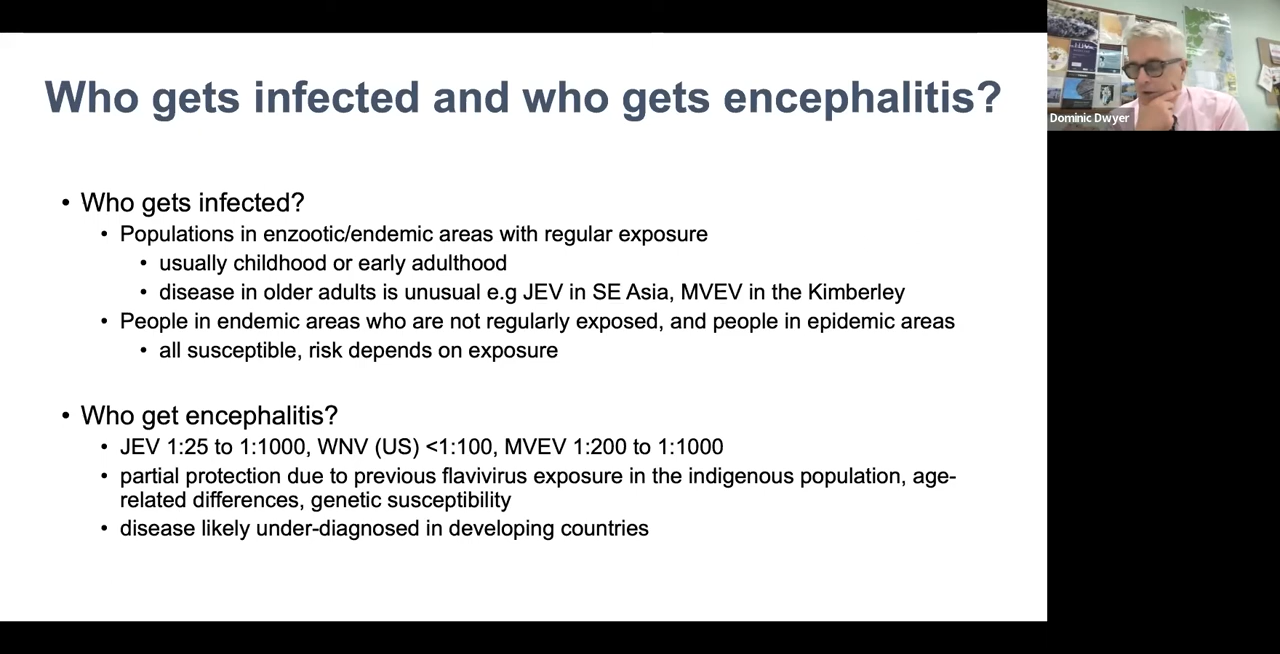 Who gets infected and who gets encephalitis?
Dominic Dwyer
• Who gets infected?
• Populations in enzootic/endemic areas with regular exposure
• usually childhood or early adulthood
• disease in older adults is unusual e.g JEV in SE Asia, MVEV in the Kimberley
• People in endemic areas who are not regularly exposed, and people in epidemic areas
• all susceptible, risk depends on exposure
• Who get encephalitis?
• JEV 1:25 to 1:1000, WNV (US) <1:100, MVEV 1:200 to 1:1000
• partial protection due to previous flavivirus exposure in the indigenous population, age-
related differences, genetic susceptibility
• disease likely under-diagnosed in developing countries